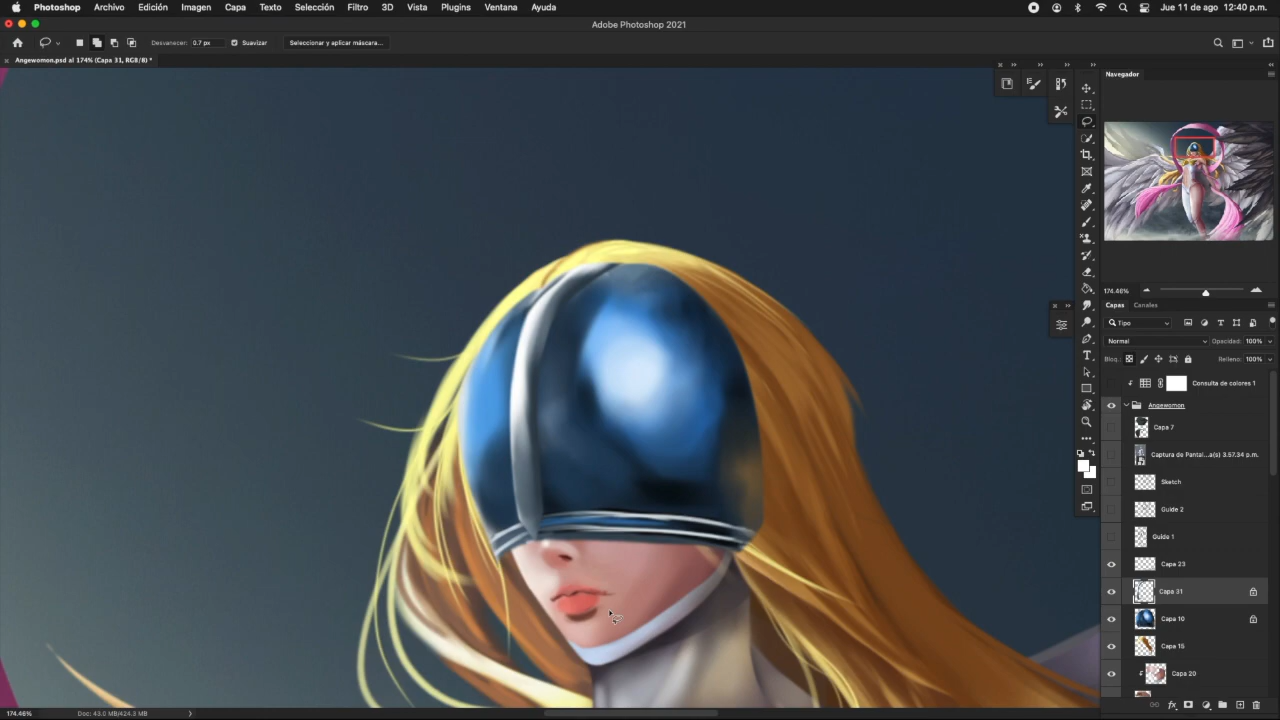 Photoshop Archivo Edición Imagen Capa Texto Selección Filtro 3D Vista Plugins Ventana Ayuda Jue 11 de ago 12:40 p.m.
Adobe Photoshop 2021
Desvanecer: 0.7 px Suavizar Seleccionar y aplicar máscara...
Angewomon.psd al 174% (Capa 31, RGB/8) *
Navegador
174.46%
Capas Canales
Tipo
Normal Opacidad: 100%
Bloq.: Relleno: 100%
Consulta de colores 1
Angewomon
Capa 7
Captura de Pantal...a(s) 3.57.34 p.m.
Sketch
Guide 2
Guide 1
Capa 23
Capa 31
Capa 10
Capa 20
174.46% Doc: 43.0 MB/424.3 MB